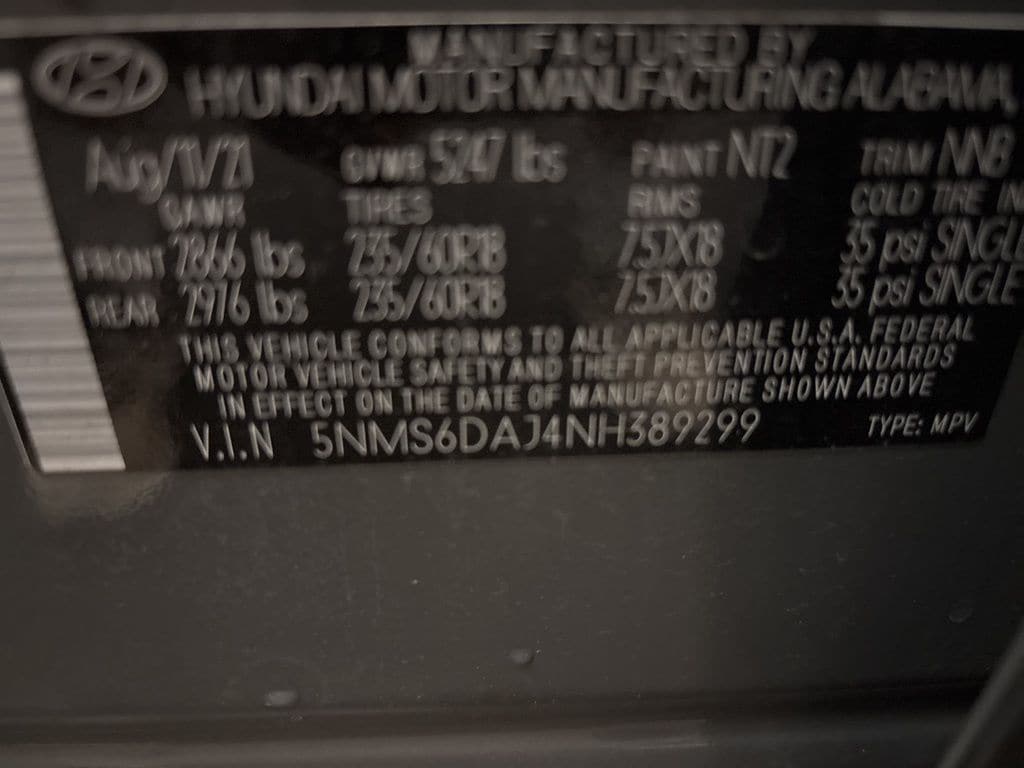 MANUFACTURED BY
HYUNDAI MOTOR MANUFACTURING ALABAMA,
Aug/11/21 GVWR 5247 lbs PAINT NT2 TRIM NNB
GAWR TIRES RIMS COLD TIRE
FRONT 2866 lbs 235/60R18 7.5JX18 35 psi SINGLE
REAR 2976 lbs 235/60R18 7.5JX18 35 psi SINGLE
THIS VEHICLE CONFORMS TO ALL APPLICABLE U.S.A. FEDERAL
MOTOR VEHICLE SAFETY AND THEFT PREVENTION STANDARDS
IN EFFECT ON THE DATE OF MANUFACTURE SHOWN ABOVE
V.I.N 5NMS6DAJ4NH389299 TYPE: MPV